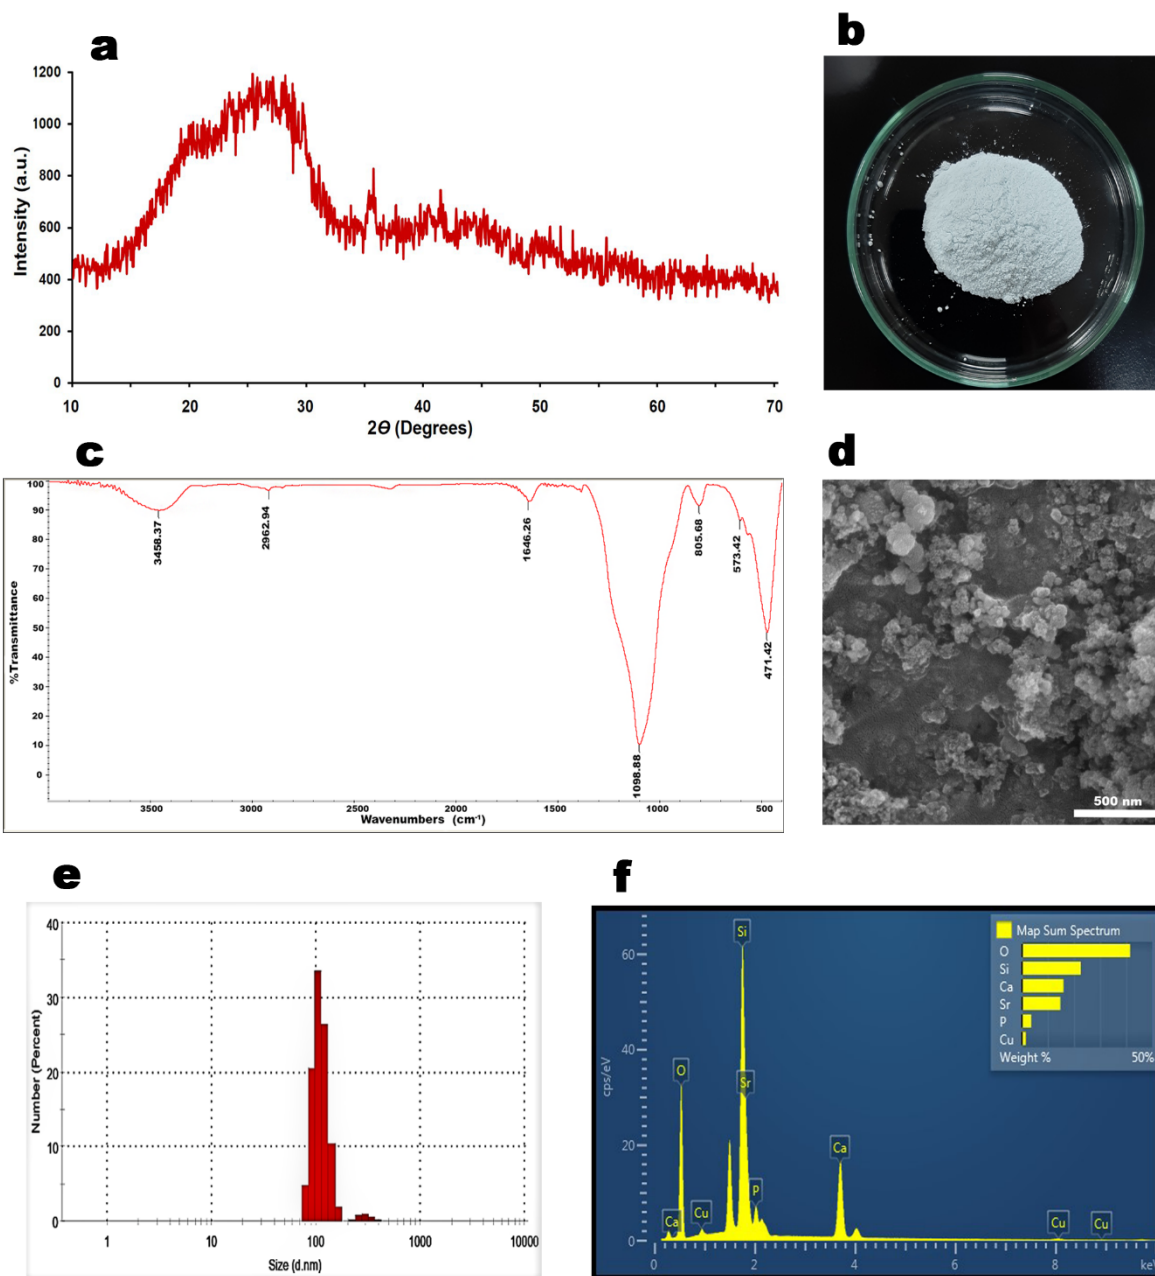 a
1200
1000
800
600
400
200
0
10 20 30 40 50 60 70
Intensity (a.u.)
2Θ (Degrees)
b
c
100
90
80
70
60
50
40
30
20
10
0
%Transmittance
3458.37
2962.94
1646.26
1098.88
805.68
573.42
471.42
3500 3000 2500 2000 1500 1000 500
Wavenumbers (cm⁻¹)
d
500 nm
e
40
30
20
10
0
Number (Percent)
1 10 100 1000 10000
Size (d.nm)
f
60
40
20
0
cps/eV
Si
O
Sr
Ca
P
Ca
Cu
Cu
Cu
0 2 4 6 8 keV
Map Sum Spectrum
O
Si
Ca
Sr
P
Cu
Weight % 50%